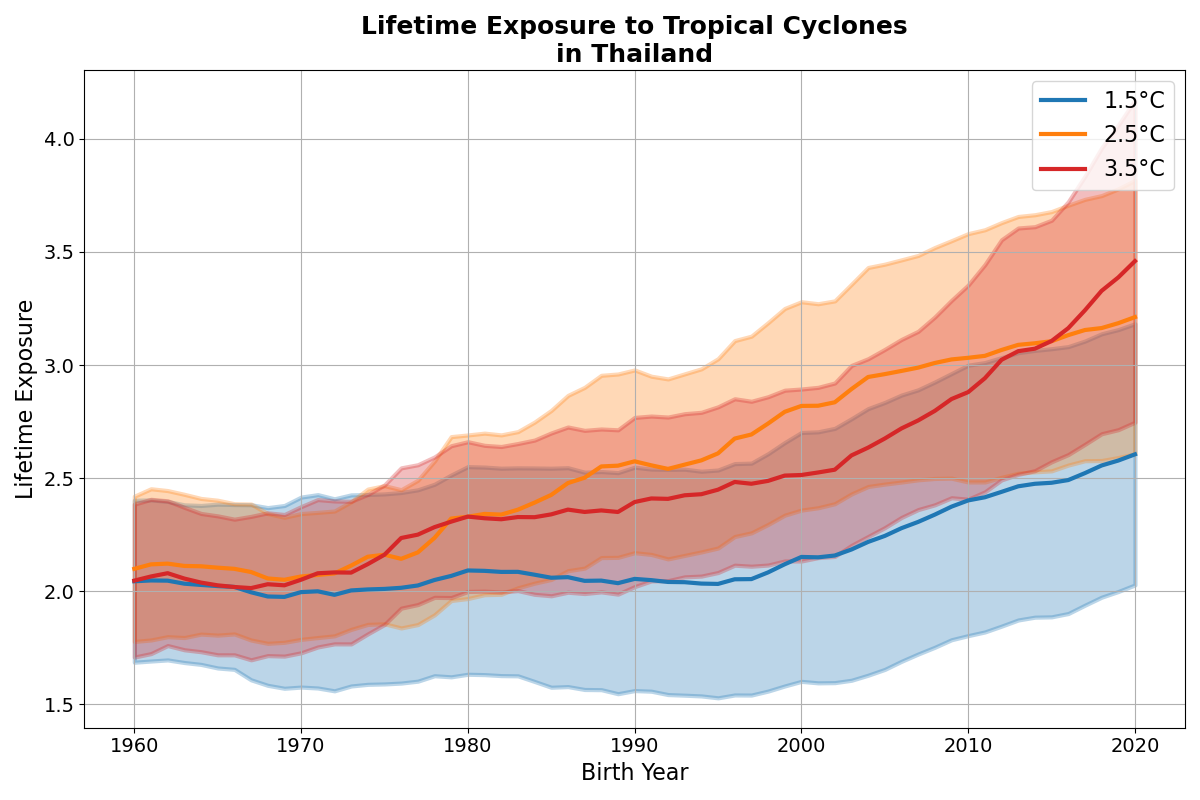 Lifetime Exposure to Tropical Cyclones
in Thailand
1.5°C
2.5°C
3.5°C
4.0
3.5
3.0
2.5
2.0
1.5
Lifetime Exposure
1960 1970 1980 1990 2000 2010 2020
Birth Year